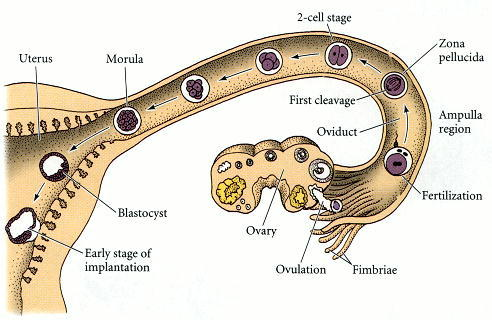 2-cell stage
Zona
pellucida
Uterus
Morula
First cleavage
Oviduct
Ampulla
region
Fertilization
Blastocyst
Ovary
Early stage of
implantation
Ovulation
Fimbriae